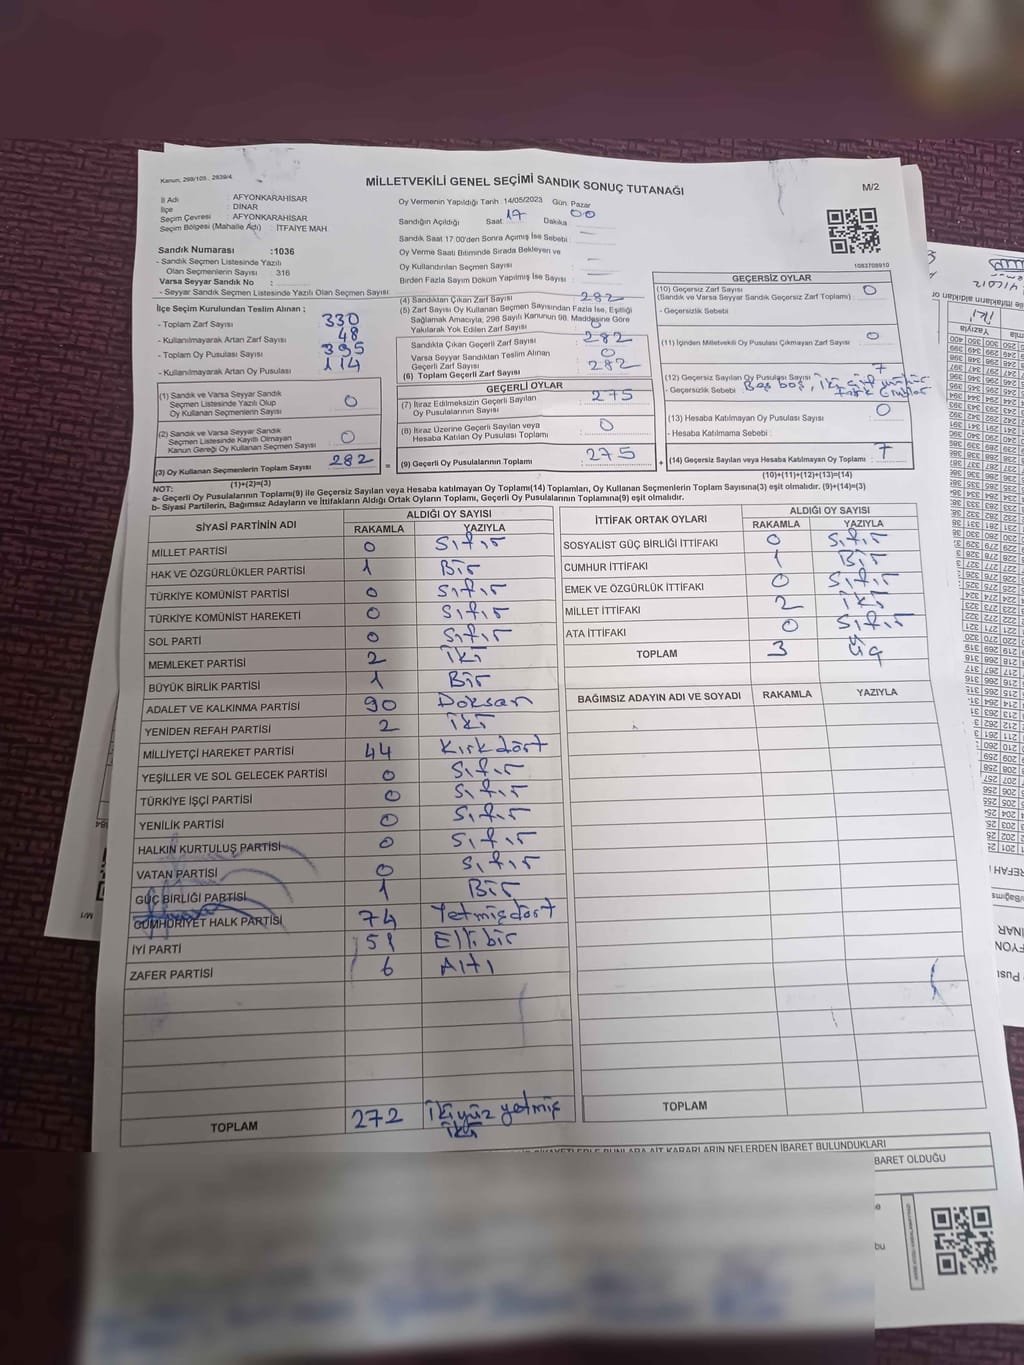 Kanun, 298/105 : 2839/4
MİLLETVEKİLİ GENEL SEÇİMİ SANDIK SONUÇ TUTANAĞI
M/2
İl Adı : AFYONKARAHİSAR
İlçe : DİNAR
Seçim Çevresi : AFYONKARAHİSAR
Seçim Bölgesi (Mahalle Adı) : İTFAİYE MAH.
Sandık Numarası :1036
- Sandık Seçmen Listesinde Yazılı
Olan Seçmenlerin Sayısı : 316
Varsa Seyyar Sandık No :
- Seyyar Sandık Seçmen Listesinde Yazılı Olan Seçmen Sayısı:
Oy Vermenin Yapıldığı Tarih :14/05/2023 Gün Pazar
Sandığın Açıldığı Saat 17 Dakika 00
Sandık Saat 17.00'den Sonra Açımış İse Sebebi :
Oy Verme Saati Bitiminde Sırada Bekleyen ve
Oy Kullandırılan Seçmen Sayısı :
Birden Fazla Sayım Döküm Yapılmış İse Sayısı :
1083708910
İlçe Seçim Kurulundan Teslim Alınan ;
- Toplam Zarf Sayısı : 330
- Kullanılmayarak Artan Zarf Sayısı : 48
- Toplam Oy Pusulası Sayısı : 395
- Kullanılmayarak Artan Oy Pusulası : 114
(1) Sandık ve Varsa Seyyar Sandık
Seçmen Listesinde Yazılı Olup
Oy Kullanan Seçmenlerin Sayısı : 0
(2) Sandık ve Varsa Seyyar Sandık
Seçmen Listesinde Kayıtlı Olmayan
Kanun Gereği Oy Kullanan Seçmen Sayısı : 0
(3) Oy Kullanan Seçmenlerin Toplam Sayısı 282
(1)+(2)=(3)
(4) Sandıktan Çıkan Zarf Sayısı : 282
(5) Zarf Sayısı Oy Kullanan Seçmen Sayısından Fazla İse, Eşitliği
Sağlamak Amacıyla, 298 Sayılı Kanunun 98. Maddesine Göre
Yakılarak Yok Edilen Zarf Sayısı : 0
Sandıkta Çıkan Geçerli Zarf Sayısı : 282
Varsa Seyyar Sandıktan Teslim Alınan
Geçerli Zarf Sayısı : 0
(6) Toplam Geçerli Zarf Sayısı : 282
GEÇERLİ OYLAR
(7) İtiraz Edilmeksizin Geçerli Sayılan
Oy Pusulalarının Sayısı : 275
(8) İtiraz Üzerine Geçerli Sayılan veya
Hesaba Katılan Oy Pusulası Toplamı : 0
(9) Geçerli Oy Pusulalarının Toplamı : 275
GEÇERSİZ OYLAR
(10) Geçersiz Zarf Sayısı
(Sandık ve Varsa Seyyar Sandık Geçersiz Zarf Toplamı) : 0
- Geçersizlik Sebebi
(11) İçinden Milletvekili Oy Pusulası Çıkmayan Zarf Sayısı : 0
(12) Geçersiz Sayılan Oy Pusulası Sayısı : 7
- Geçersizlik Sebebi : Beş boş, iki
(13) Hesaba Katılmayan Oy Pusulası Sayısı : 0
- Hesaba Katılmama Sebebi :
(14) Geçersiz Sayılan veya Hesaba Katılmayan Oy Toplamı : 7
(10)+(11)+(12)+(13)=(14)
NOT:
a- Geçerli Oy Pusulalarının Toplamı(9) ile Geçersiz Sayılan veya Hesaba katılmayan Oy Toplamı(14) Toplamları, Oy Kullanan Seçmenlerin Toplam Sayısına(3) eşit olmalıdır. (9)+(14)=(3)
b- Siyasi Partilerin, Bağımsız Adayların ve İttifakların Aldığı Ortak Oyların Toplamı, Geçerli Oy Pusulalarının Toplamına(9) eşit olmalıdır.
SİYASİ PARTİNİN ADI ALDIĞI OY SAYISI
RAKAMLA YAZIYLA
MİLLET PARTİSİ 0 Sıfır
HAK VE ÖZGÜRLÜKLER PARTİSİ 1 Bir
TÜRKİYE KOMÜNİST PARTİSİ 0 Sıfır
TÜRKİYE KOMÜNİST HAREKETİ 0 Sıfır
SOL PARTİ 0 Sıfır
MEMLEKET PARTİSİ 2 İki
BÜYÜK BİRLİK PARTİSİ 1 Bir
ADALET VE KALKINMA PARTİSİ 90 Doksan
YENİDEN REFAH PARTİSİ 2 İki
MİLLİYETÇİ HAREKET PARTİSİ 44 Kırkdört
YEŞİLLER VE SOL GELECEK PARTİSİ 0 Sıfır
TÜRKİYE İŞÇİ PARTİSİ 0 Sıfır
YENİLİK PARTİSİ 0 Sıfır
HALKIN KURTULUŞ PARTİSİ 0 Sıfır
VATAN PARTİSİ 0 Sıfır
GÜÇ BİRLİĞİ PARTİSİ 1 Bir
CUMHURİYET HALK PARTİSİ 74 Yetmişdört
İYİ PARTİ 51 Ellibir
ZAFER PARTİSİ 6 Altı
TOPLAM 272 İkiyüz yetmiş
iki
İTTİFAK ORTAK OYLARI ALDIĞI OY SAYISI
RAKAMLA YAZIYLA
SOSYALİST GÜÇ BİRLİĞİ İTTİFAKI 0 Sıfır
CUMHUR İTTİFAKI 1 Bir
EMEK VE ÖZGÜRLÜK İTTİFAKI 0 Sıfır
MİLLET İTTİFAKI 2 İki
ATA İTTİFAKI 0 Sıfır
TOPLAM 3 Üç
BAĞIMSIZ ADAYIN ADI VE SOYADI RAKAMLA YAZIYLA
TOPLAM
KARARLARIN NELERDEN İBARET BULUNDUKLARI
BARET OLDUĞU